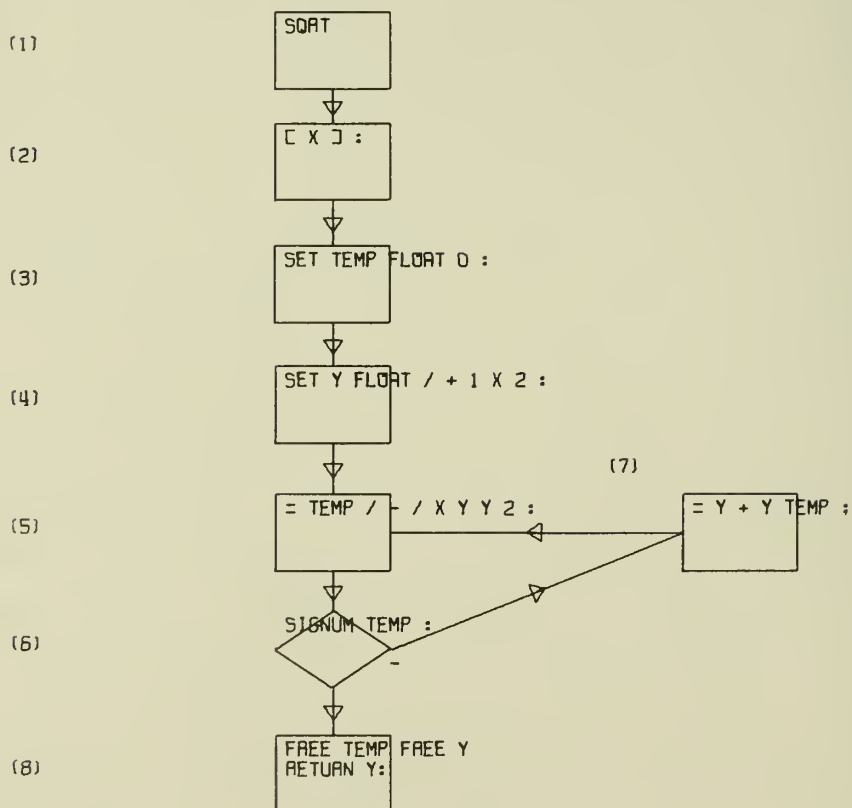 (1)
SQRT
(2)
[ X ] :
(3)
SET TEMP FLOAT 0 :
(4)
SET Y FLOAT / + 1 X 2 :
(7)
(5)
= TEMP / - / X Y Y 2 :
= Y + Y TEMP ;
(6)
SIGNUM TEMP :
-
(8)
FREE TEMP FREE Y
RETURN Y: